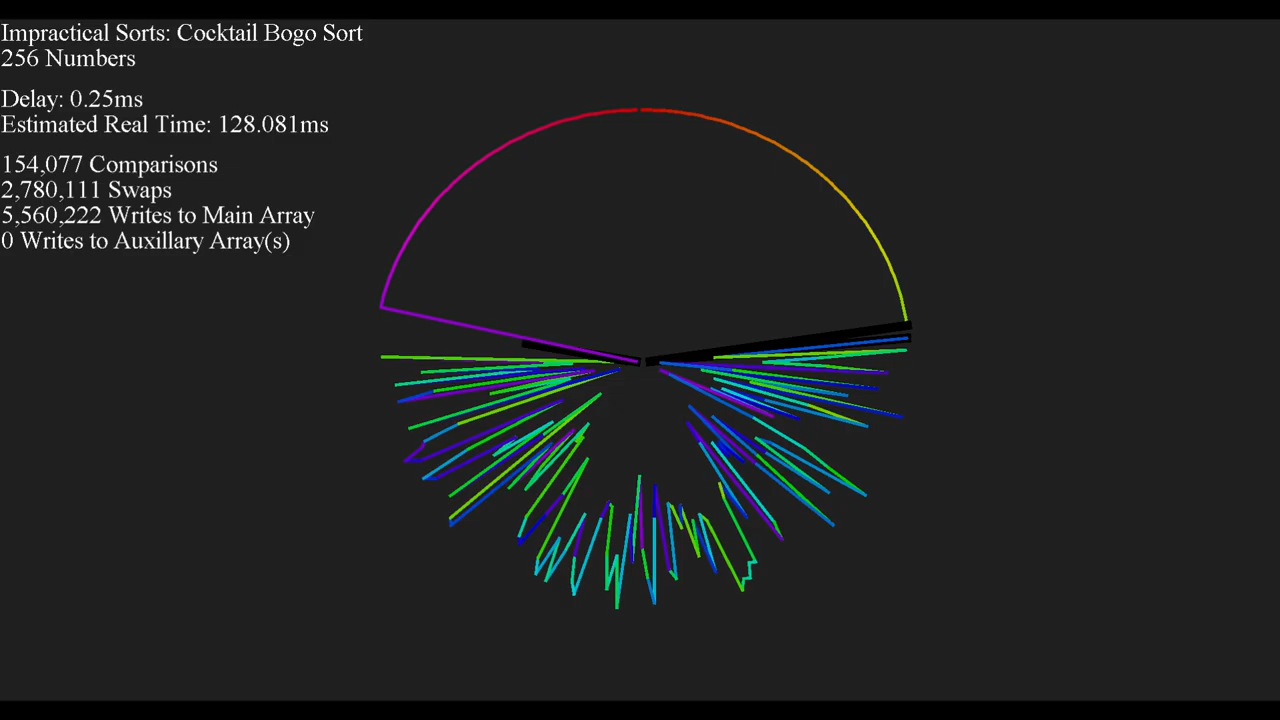 Impractical Sorts: Cocktail Bogo Sort
256 Numbers
Delay: 0.25ms
Estimated Real Time: 128.081ms
154,077 Comparisons
2,780,111 Swaps
5,560,222 Writes to Main Array
0 Writes to Auxillary Array(s)